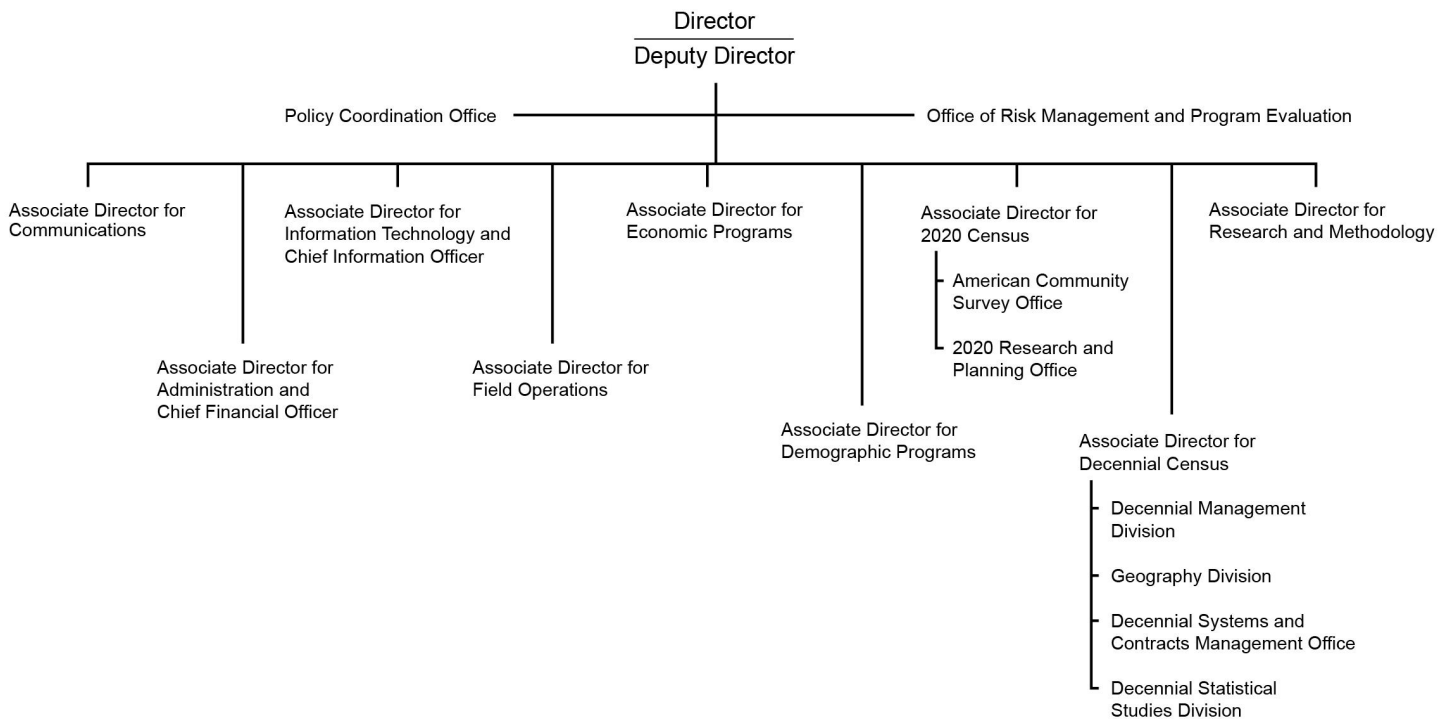 Director
Deputy Director
Policy Coordination Office
Office of Risk Management and Program Evaluation
Associate Director for
Communications
Associate Director for
Administration and
Chief Financial Officer
Associate Director for
Information Technology and
Chief Information Officer
Associate Director for
Field Operations
Associate Director for
Economic Programs
Associate Director for
Demographic Programs
Associate Director for
2020 Census
American Community
Survey Office
2020 Research and
Planning Office
Associate Director for
Decennial Census
Decennial Management
Division
Geography Division
Decennial Systems and
Contracts Management Office
Decennial Statistical
Studies Division
Associate Director for
Research and Methodology